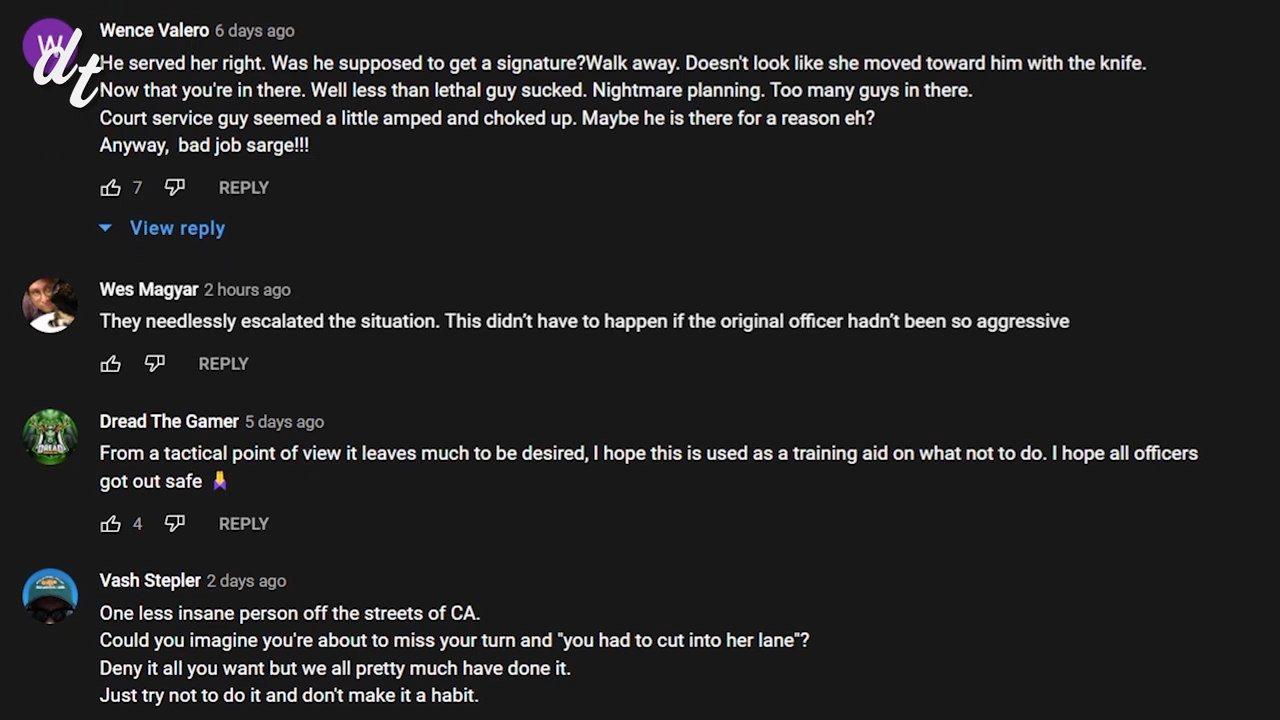 Wence Valero 6 days ago
W
dt
He served her right. Was he supposed to get a signature?Walk away. Doesn't look like she moved toward him with the knife.
Now that you're in there. Well less than lethal guy sucked. Nightmare planning. Too many guys in there.
Court service guy seemed a little amped and choked up. Maybe he is there for a reason eh?
Anyway, bad job sarge!!!
7 REPLY
View reply
Wes Magyar 2 hours ago
They needlessly escalated the situation. This didn’t have to happen if the original officer hadn’t been so aggressive
REPLY
Dread The Gamer 5 days ago
DREAD
From a tactical point of view it leaves much to be desired, I hope this is used as a training aid on what not to do. I hope all officers
got out safe
4 REPLY
Vash Stepler 2 days ago
One less insane person off the streets of CA.
Could you imagine you're about to miss your turn and "you had to cut into her lane"?
Deny it all you want but we all pretty much have done it.
Just try not to do it and don't make it a habit.